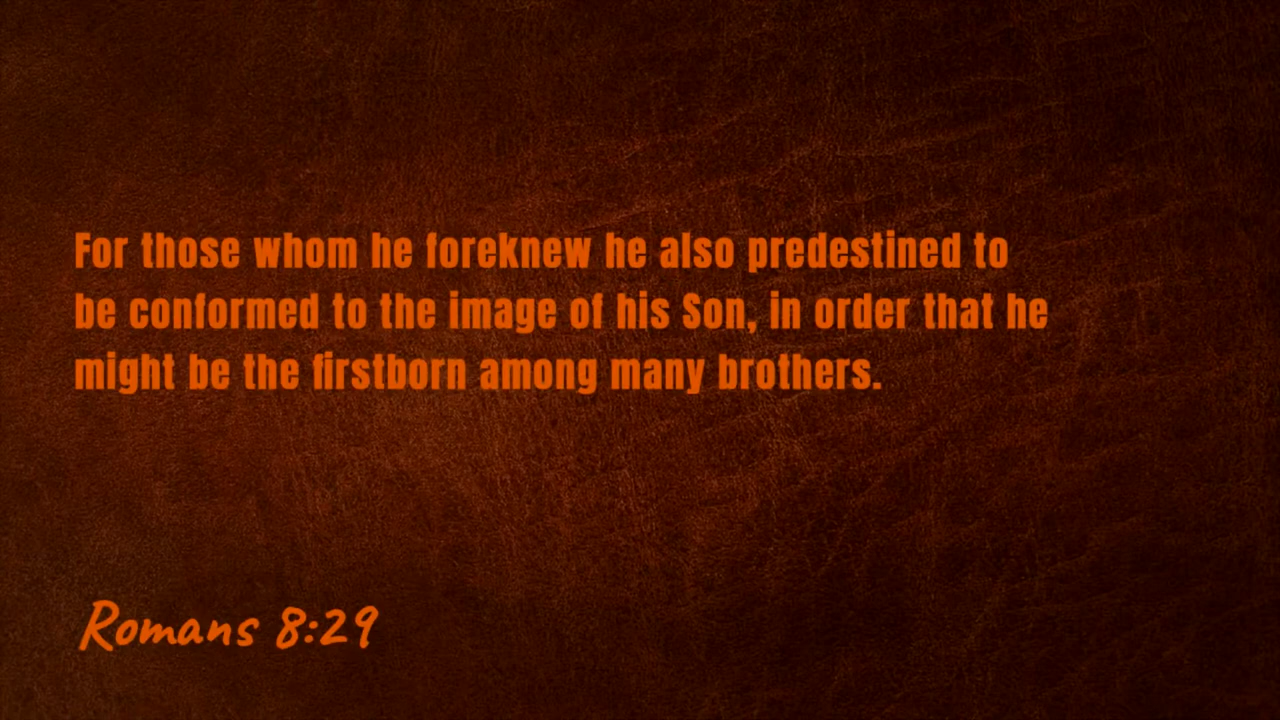 For those whom he foreknew he also predestined to
be conformed to the image of his Son, in order that he
might be the firstborn among many brothers.
Romans 8:29